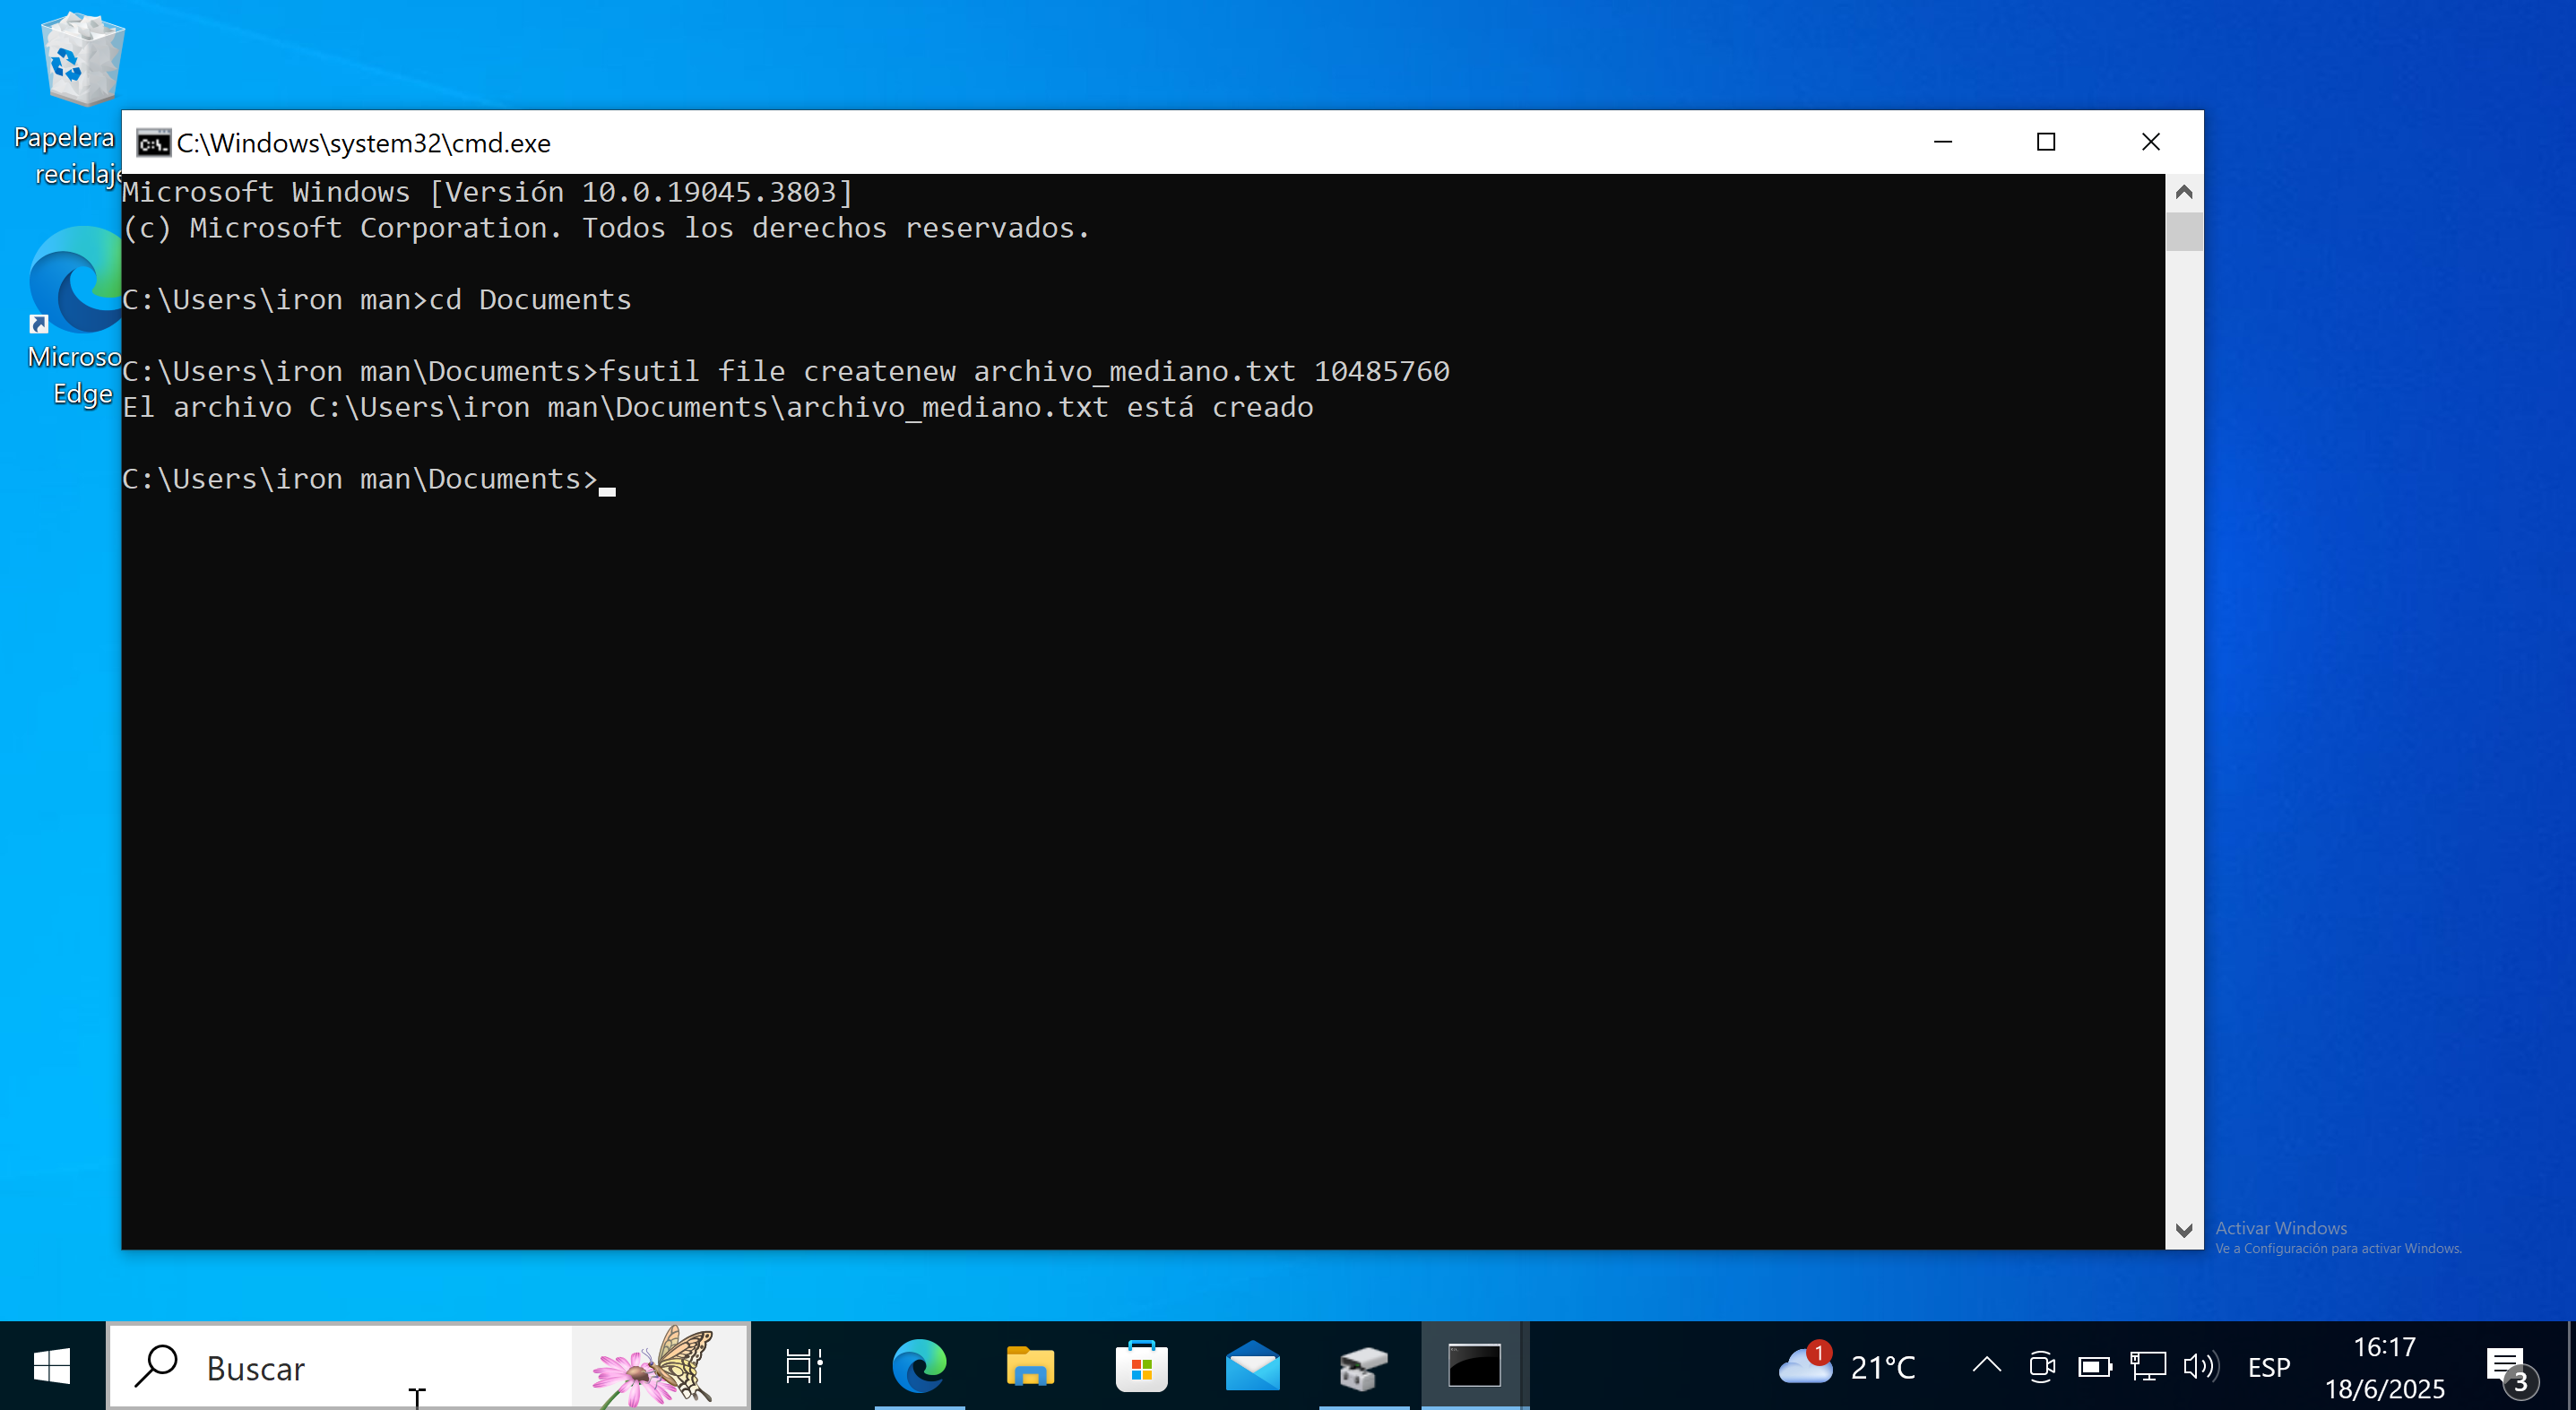 Papelera
reciclaje
Microso
Edge
C:\Windows\system32\cmd.exe
Microsoft Windows [Versión 10.0.19045.3803]
(c) Microsoft Corporation. Todos los derechos reservados.
C:\Users\iron man>cd Documents
C:\Users\iron man\Documents>fsutil file createnew archivo_mediano.txt 10485760
El archivo C:\Users\iron man\Documents\archivo_mediano.txt está creado
C:\Users\iron man\Documents>
Activar Windows
Ve a Configuración para activar Windows.
Buscar
1
21°C
ESP
16:17
18/6/2025
3